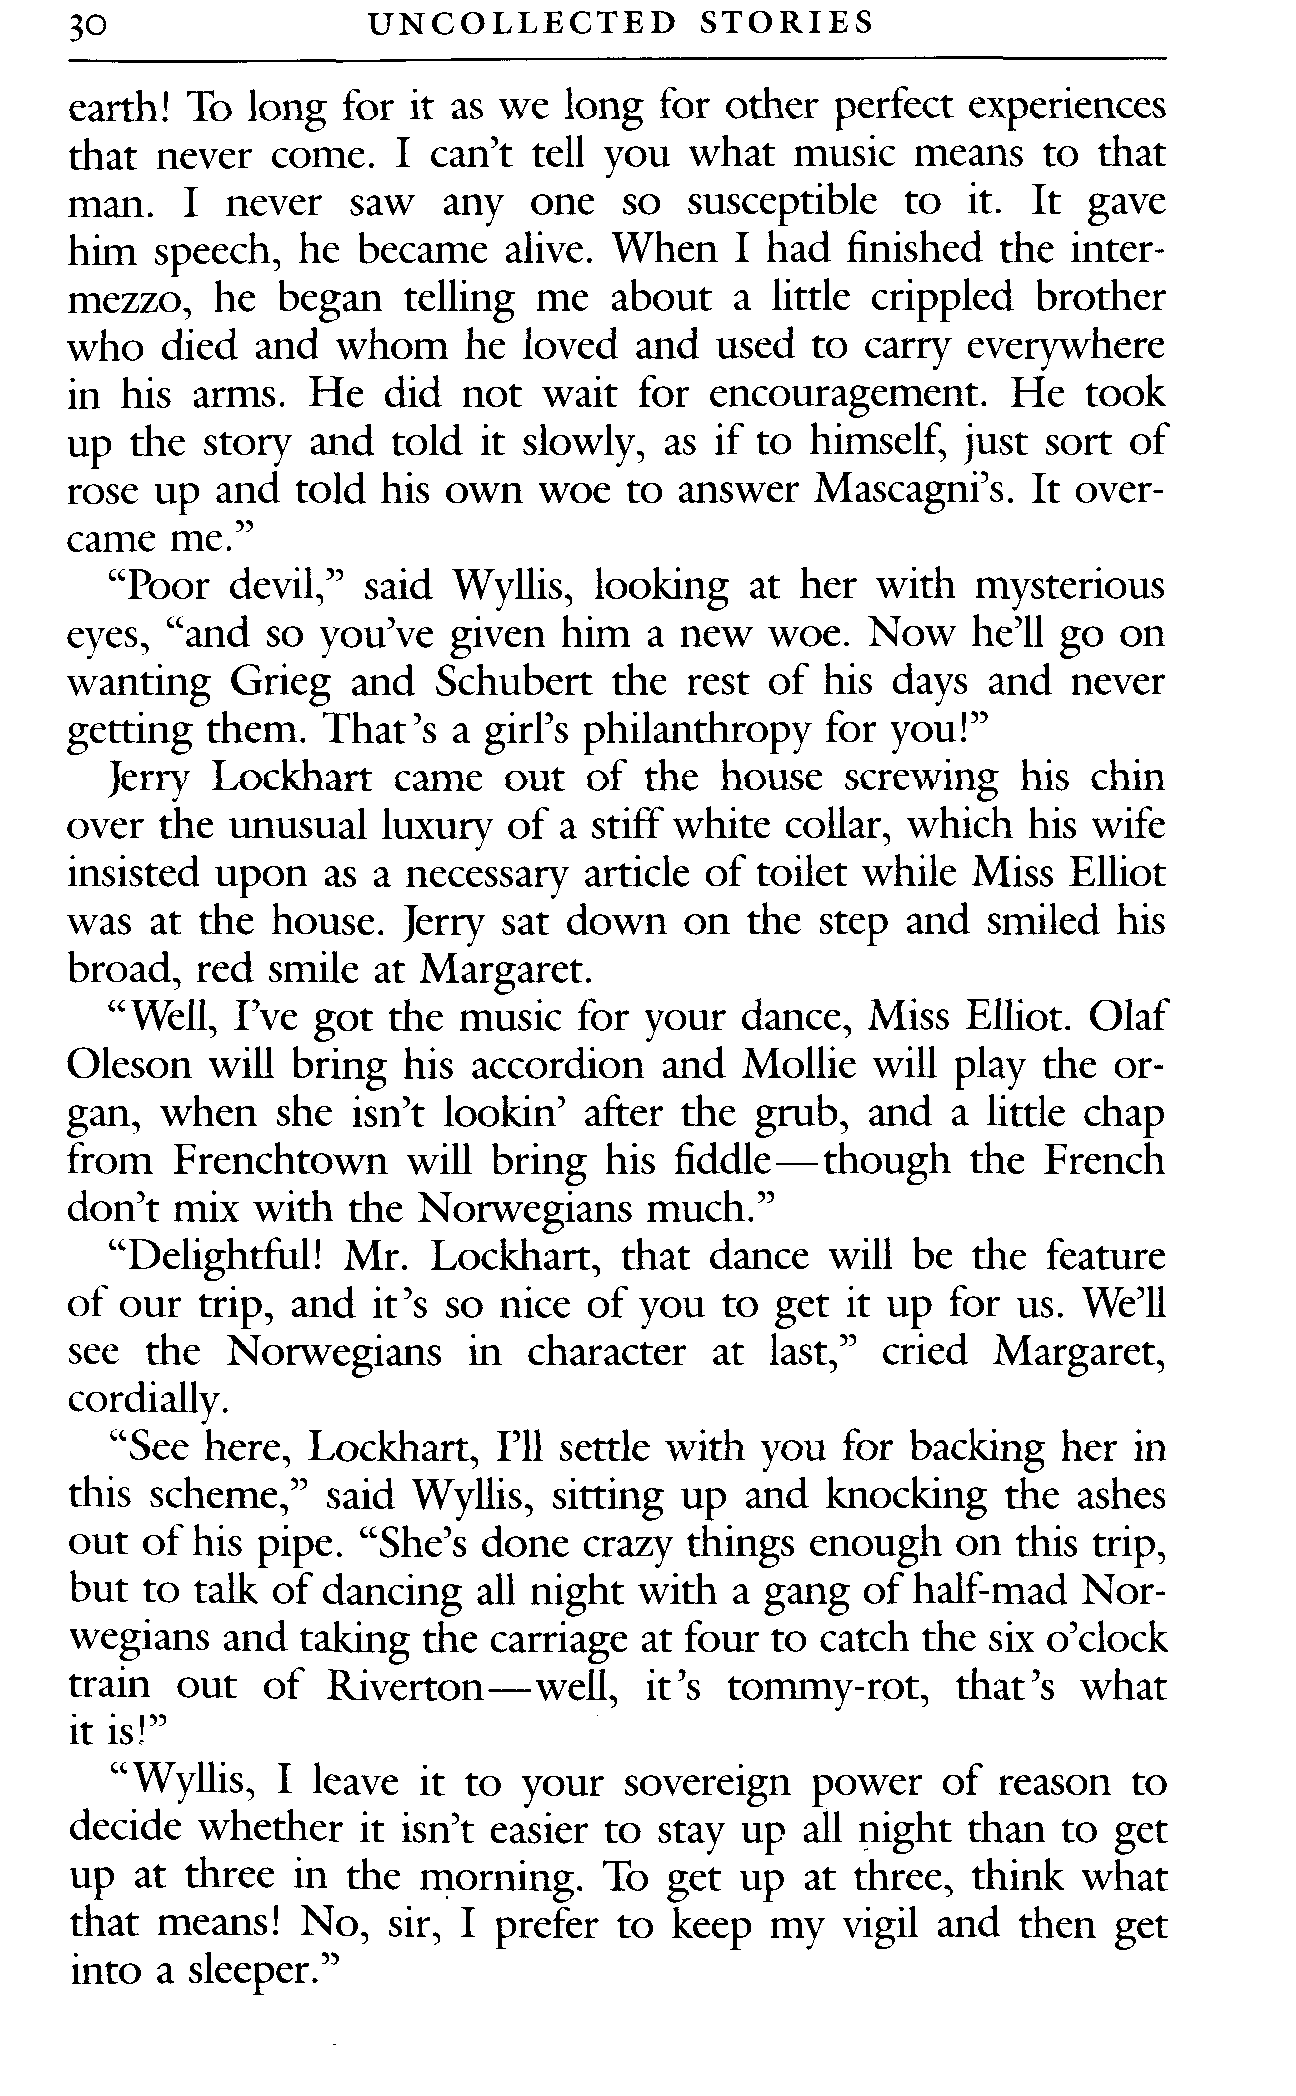 30 UNCOLLECTED STORIES
earth! To long for it as we long for other perfect experiences
that never come. I can't tell you what music means to that
man. I never saw any one so susceptible to it. It gave
him speech, he became alive. When I had finished the inter-
mezzo, he began telling me about a little crippled brother
who died and whom he loved and used to carry everywhere
in his arms. He did not wait for encouragement. He took
up the story and told it slowly, as if to himself, just sort of
rose up and told his own woe to answer Mascagni's. It over-
came me.”
“Poor devil,” said Wyllis, looking at her with mysterious
eyes, “and so you've given him a new woe. Now he'll go on
wanting Grieg and Schubert the rest of his days and never
getting them. That's a girl's philanthropy for you!”
Jerry Lockhart came out of the house screwing his chin
over the unusual luxury of a stiff white collar, which his wife
insisted upon as a necessary article of toilet while Miss Elliot
was at the house. Jerry sat down on the step and smiled his
broad, red smile at Margaret.
“Well, I've got the music for your dance, Miss Elliot. Olaf
Oleson will bring his accordion and Mollie will play the or-
gan, when she isn't lookin' after the grub, and a little chap
from Frenchtown will bring his fiddle—though the French
don't mix with the Norwegians much.”
“Delightful! Mr. Lockhart, that dance will be the feature
of our trip, and it's so nice of you to get it up for us. We'll
see the Norwegians in character at last,” cried Margaret,
cordially.
“See here, Lockhart, I'll settle with you for backing her in
this scheme,” said Wyllis, sitting up and knocking the ashes
out of his pipe. “She's done crazy things enough on this trip,
but to talk of dancing all night with a gang of half-mad Nor-
wegians and taking the carriage at four to catch the six o'clock
train out of Riverton—well, it's tommy-rot, that's what
it is!”
“Wyllis, I leave it to your sovereign power of reason to
decide whether it isn't easier to stay up all night than to get
up at three in the morning. To get up at three, think what
that means! No, sir, I prefer to keep my vigil and then get
into a sleeper.”